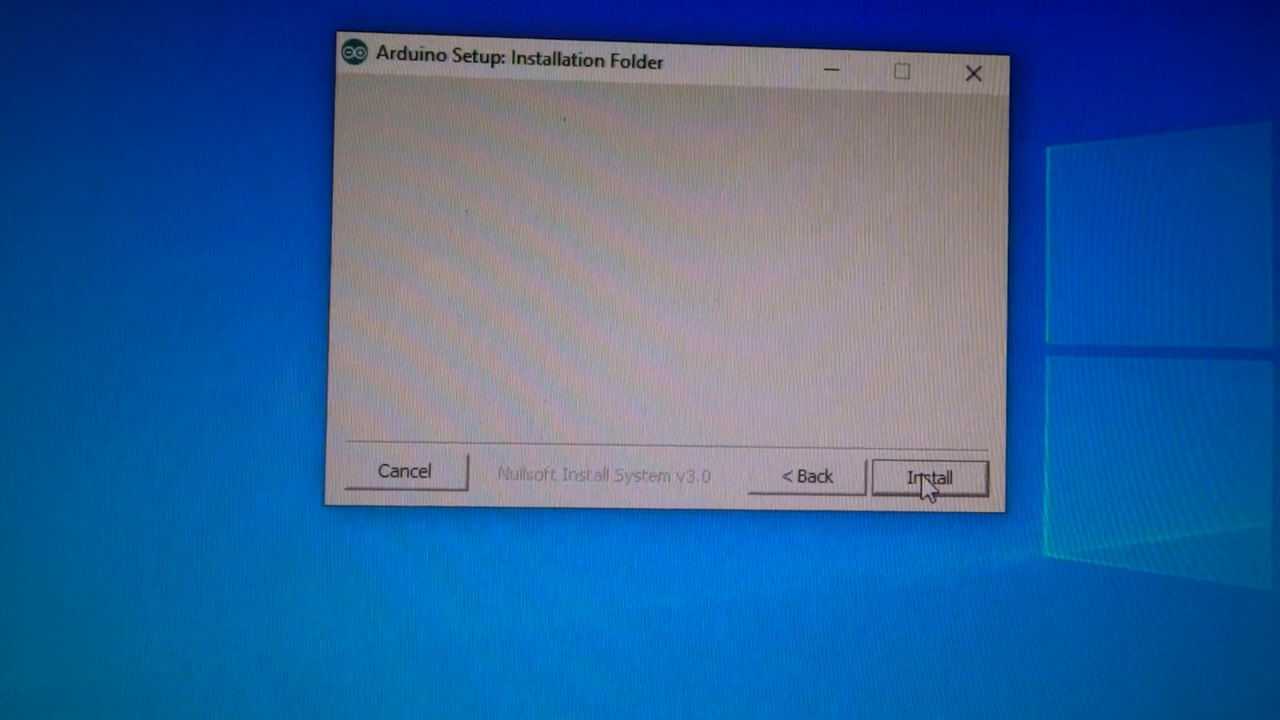 Arduino Setup: Installation Folder
Cancel
Nullsoft Install System v3.0
< Back
Install